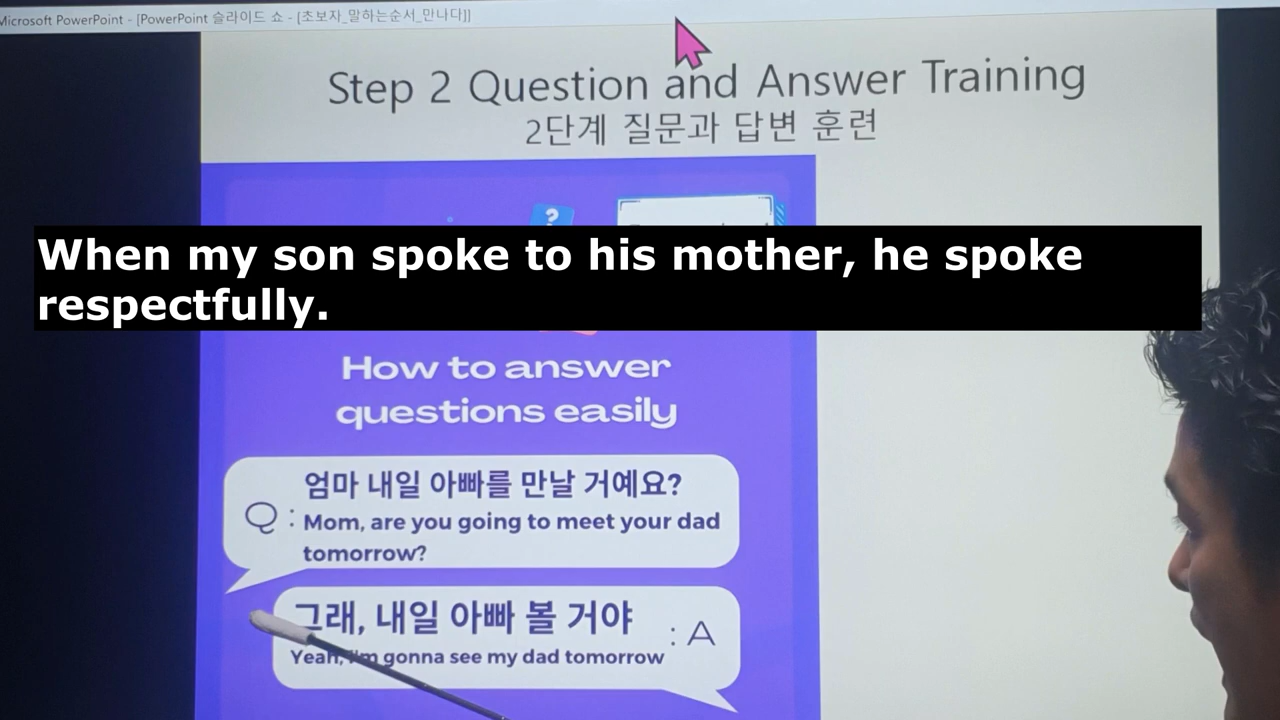 Microsoft PowerPoint - [PowerPoint 슬라이드 쇼 - [초보자_말하는순서_만나다]]
Step 2 Question and Answer Training
2단계 질문과 답변 훈련
?
When my son spoke to his mother, he spoke
respectfully.
How to answer
questions easily
Q :
엄마 내일 아빠를 만날 거예요?
Mom, are you going to meet your dad
tomorrow?
그래, 내일 아빠 볼 거야
: A
Yeah, I'm gonna see my dad tomorrow